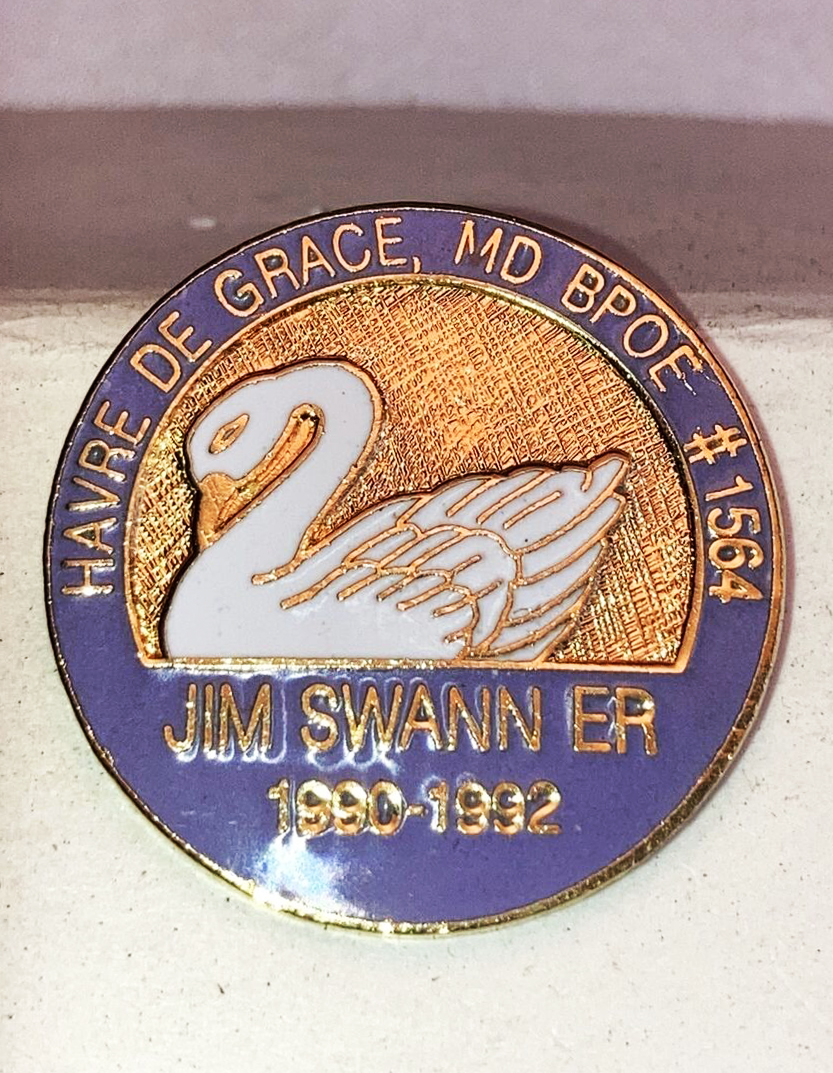 HAVRE DE GRACE, MD BPOE #1564
JIM SWANN ER
1990-1992